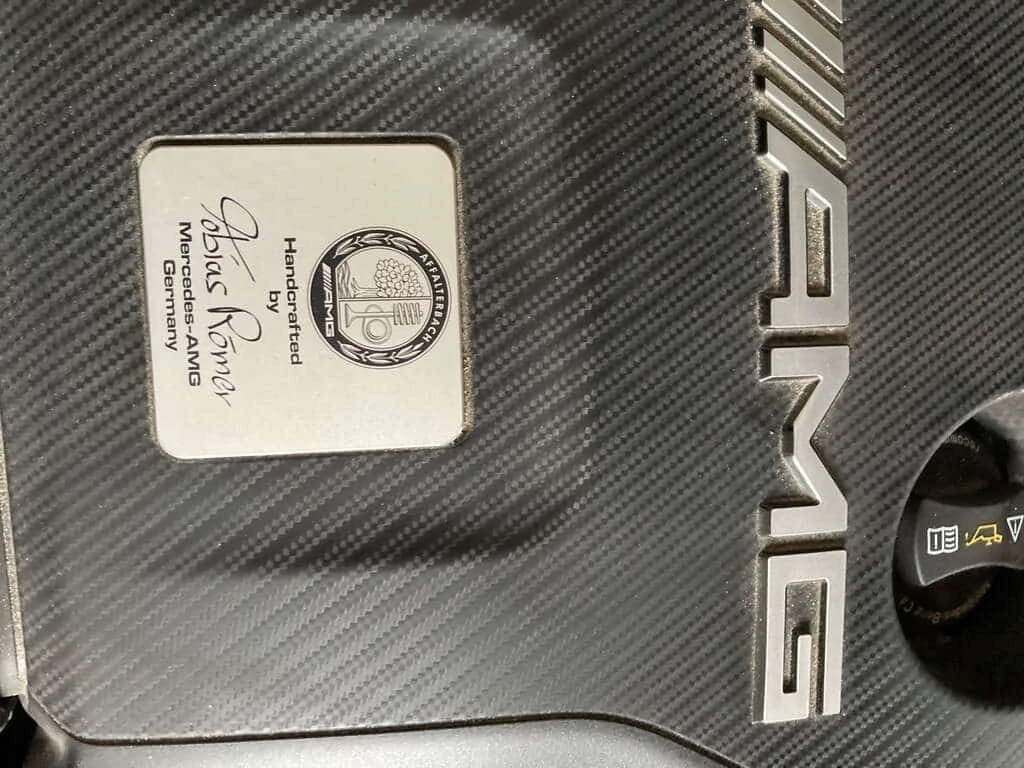 AMG
AFFALTERBACH
AMG
Handcrafted
by
Tobias Römer
Mercedes-AMG
Germany